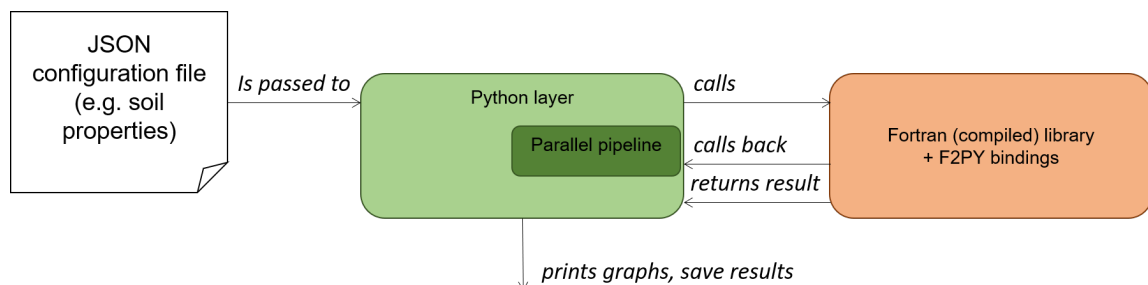 JSON
configuration file
(e.g. soil
properties)
Is passed to
Python layer
Parallel pipeline
calls
calls back
returns result
Fortran (compiled) library
+ F2PY bindings
prints graphs, save results